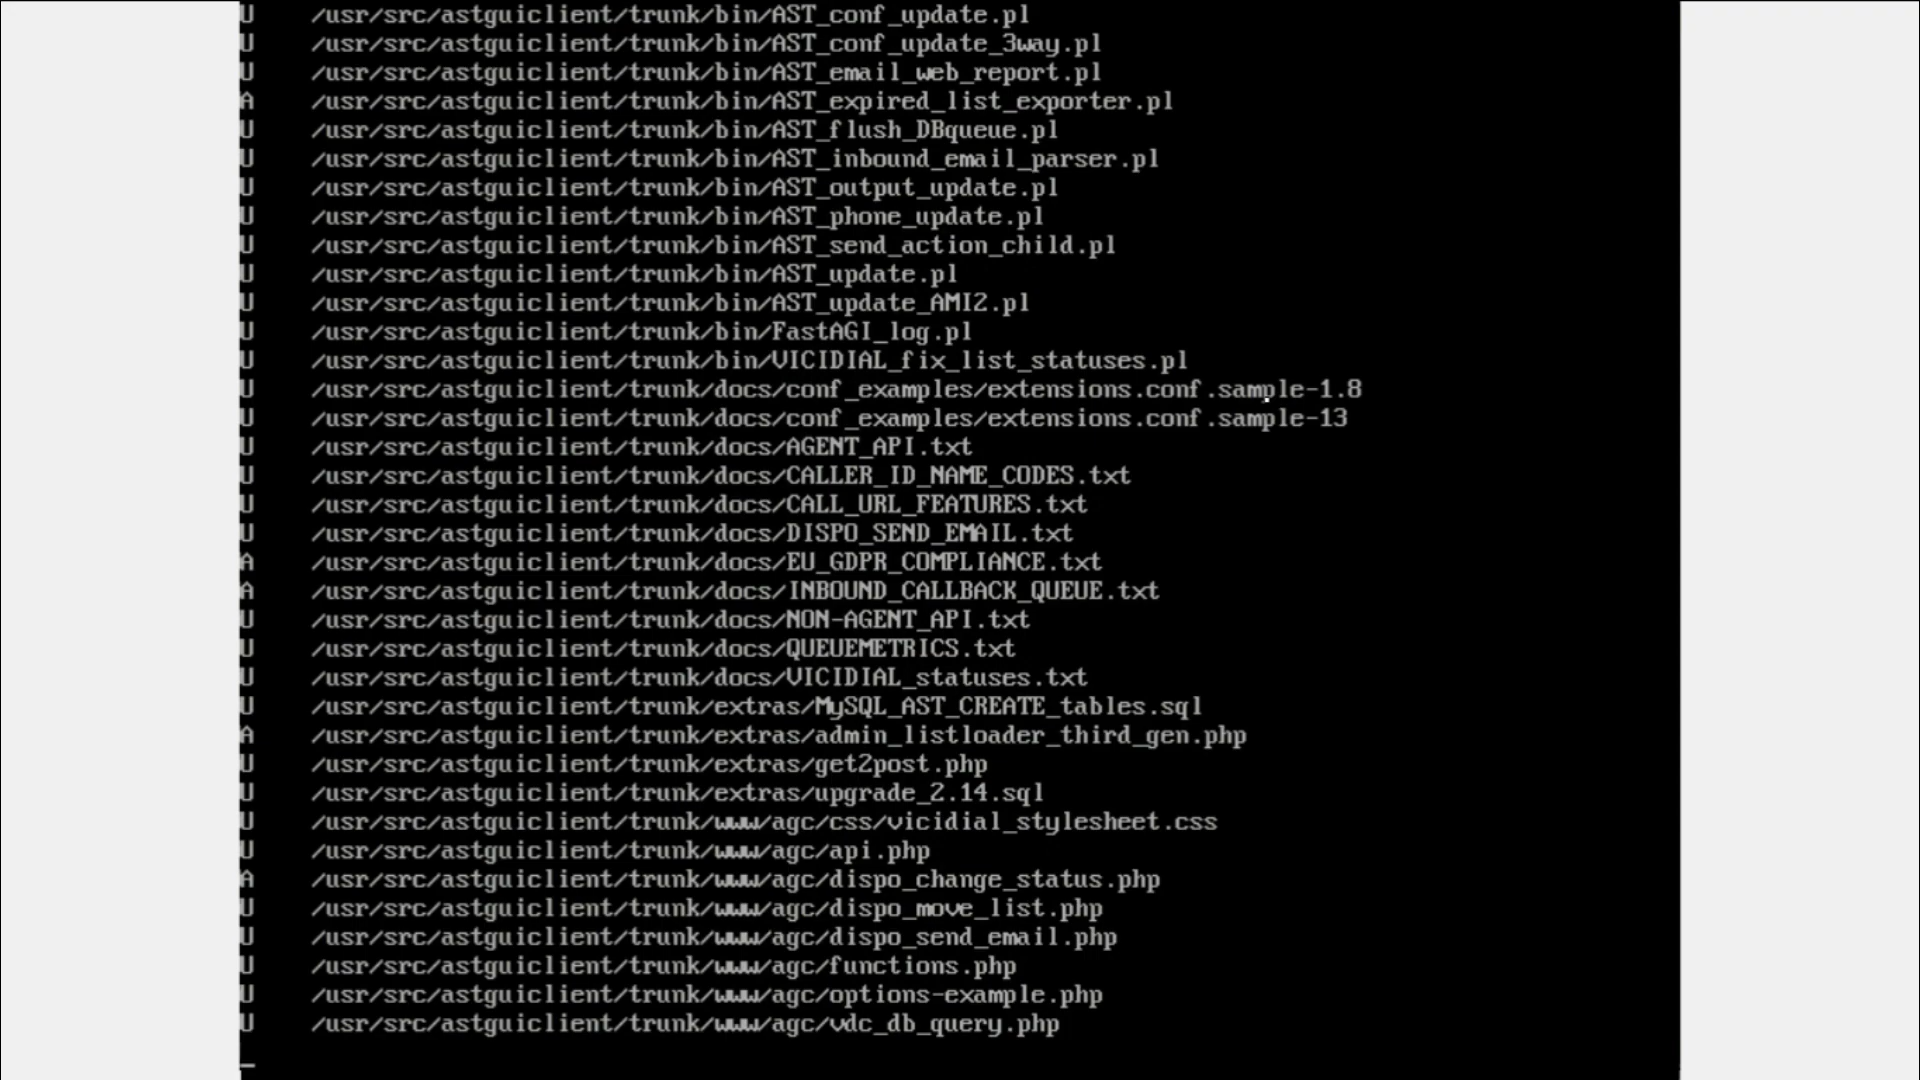 U /usr/src/astguiclient/trunk/bin/AST_conf_update.pl
U /usr/src/astguiclient/trunk/bin/AST_conf_update_3way.pl
U /usr/src/astguiclient/trunk/bin/AST_email_web_report.pl
A /usr/src/astguiclient/trunk/bin/AST_expired_list_exporter.pl
U /usr/src/astguiclient/trunk/bin/AST_flush_DBqueue.pl
U /usr/src/astguiclient/trunk/bin/AST_inbound_email_parser.pl
U /usr/src/astguiclient/trunk/bin/AST_output_update.pl
U /usr/src/astguiclient/trunk/bin/AST_phone_update.pl
U /usr/src/astguiclient/trunk/bin/AST_send_action_child.pl
U /usr/src/astguiclient/trunk/bin/AST_update.pl
U /usr/src/astguiclient/trunk/bin/AST_update_AMI2.pl
U /usr/src/astguiclient/trunk/bin/FastAGI_log.pl
U /usr/src/astguiclient/trunk/bin/VICIDIAL_fix_list_statuses.pl
U /usr/src/astguiclient/trunk/docs/conf_examples/extensions.conf.sample-1.8
U /usr/src/astguiclient/trunk/docs/conf_examples/extensions.conf.sample-13
U /usr/src/astguiclient/trunk/docs/AGENT_API.txt
U /usr/src/astguiclient/trunk/docs/CALLER_ID_NAME_CODES.txt
U /usr/src/astguiclient/trunk/docs/CALL_URL_FEATURES.txt
U /usr/src/astguiclient/trunk/docs/DISPO_SEND_EMAIL.txt
A /usr/src/astguiclient/trunk/docs/EU_GDPR_COMPLIANCE.txt
A /usr/src/astguiclient/trunk/docs/INBOUND_CALLBACK_QUEUE.txt
U /usr/src/astguiclient/trunk/docs/NON-AGENT_API.txt
U /usr/src/astguiclient/trunk/docs/QUEUEMETRICS.txt
U /usr/src/astguiclient/trunk/docs/VICIDIAL_statuses.txt
U /usr/src/astguiclient/trunk/extras/MySQL_AST_CREATE_tables.sql
A /usr/src/astguiclient/trunk/extras/admin_listloader_third_gen.php
U /usr/src/astguiclient/trunk/extras/get2post.php
U /usr/src/astguiclient/trunk/extras/upgrade_2.14.sql
U /usr/src/astguiclient/trunk/www/agc/css/vicidial_stylesheet.css
U /usr/src/astguiclient/trunk/www/agc/api.php
A /usr/src/astguiclient/trunk/www/agc/dispo_change_status.php
U /usr/src/astguiclient/trunk/www/agc/dispo_move_list.php
U /usr/src/astguiclient/trunk/www/agc/dispo_send_email.php
U /usr/src/astguiclient/trunk/www/agc/functions.php
U /usr/src/astguiclient/trunk/www/agc/options-example.php
U /usr/src/astguiclient/trunk/www/agc/vdc_db_query.php